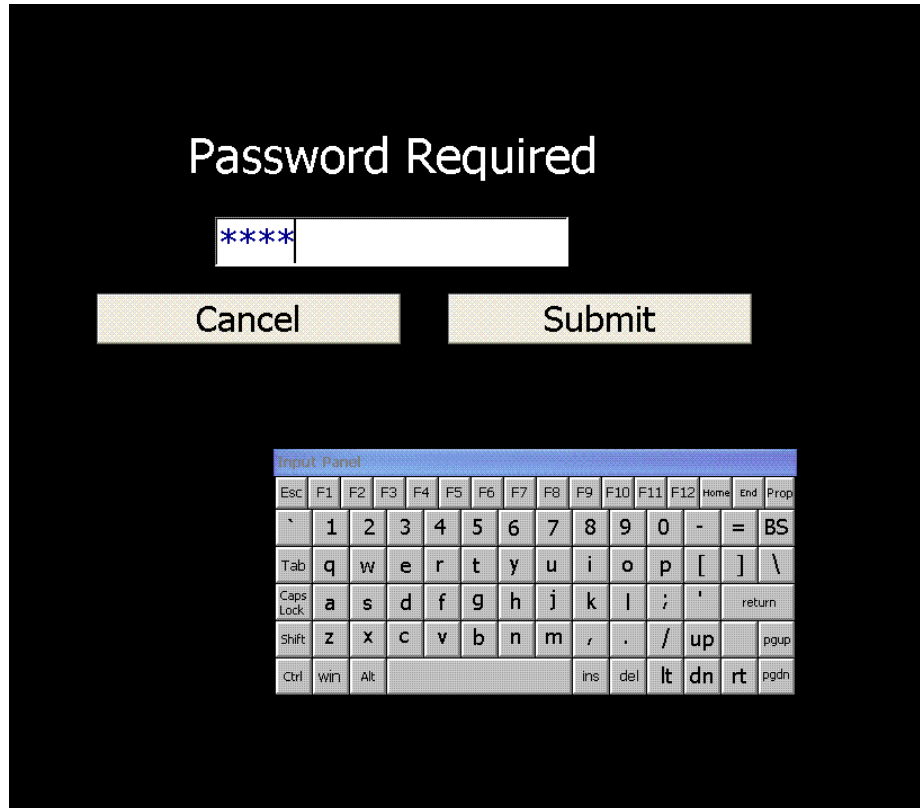 Password Required
****
Cancel Submit
Input Panel
Esc F1 F2 F3 F4 F5 F6 F7 F8 F9 F10 F11 F12 Home End Prop
` 1 2 3 4 5 6 7 8 9 0 - = BS
Tab q w e r t y u i o p [ ] \
Caps Lock a s d f g h j k l ; ' return
Shift z x c v b n m , . / up pgup
Ctrl win Alt ins del lt dn rt pgdn